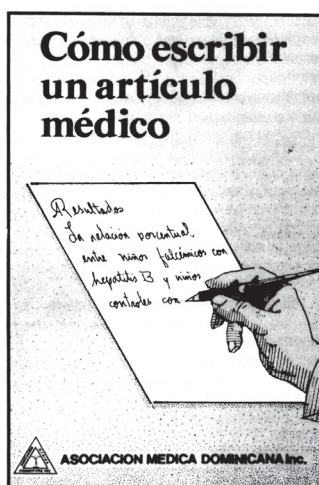 Cómo escribir
un artículo
médico
Resultados
La relación porcentual,
entre niños falcémicos con
hepatitis B y niños
controles con
ASOCIACION MEDICA DOMINICANA Inc.